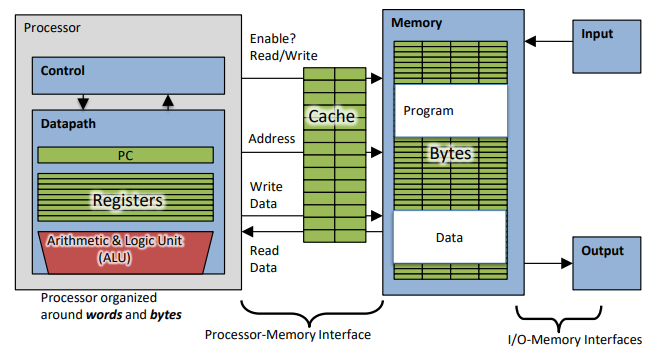 Processor
Control
Datapath
PC
Registers
Arithmetic & Logic Unit
(ALU)
Processor organized
around words and bytes
Enable?
Read/Write
Cache
Address
Write
Data
Read
Data
Processor-Memory Interface
Memory
Program
Bytes
Data
Input
Output
I/O-Memory Interfaces